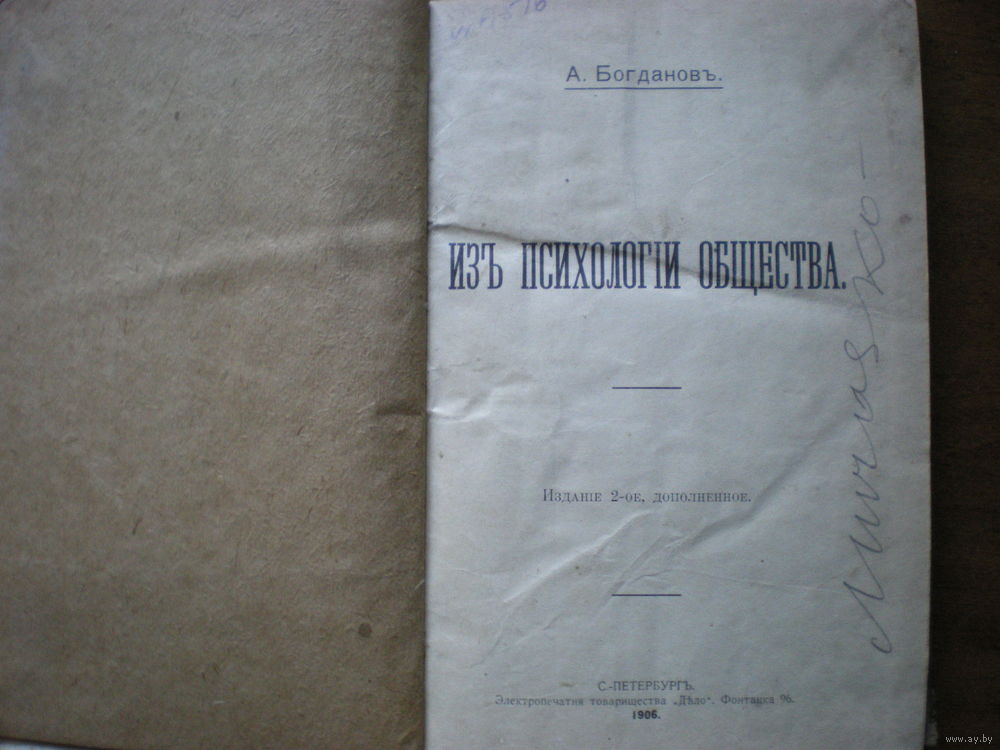 А. Богдановъ.
ИЗЪ ПСИХОЛОГІИ ОБЩЕСТВА.
Изданіе 2-ое, дополненное.
С.-ПЕТЕРБУРГЪ.
Электропечатня товарищества „Дѣло". Фонтанка 96.
1906.
www.ay.by